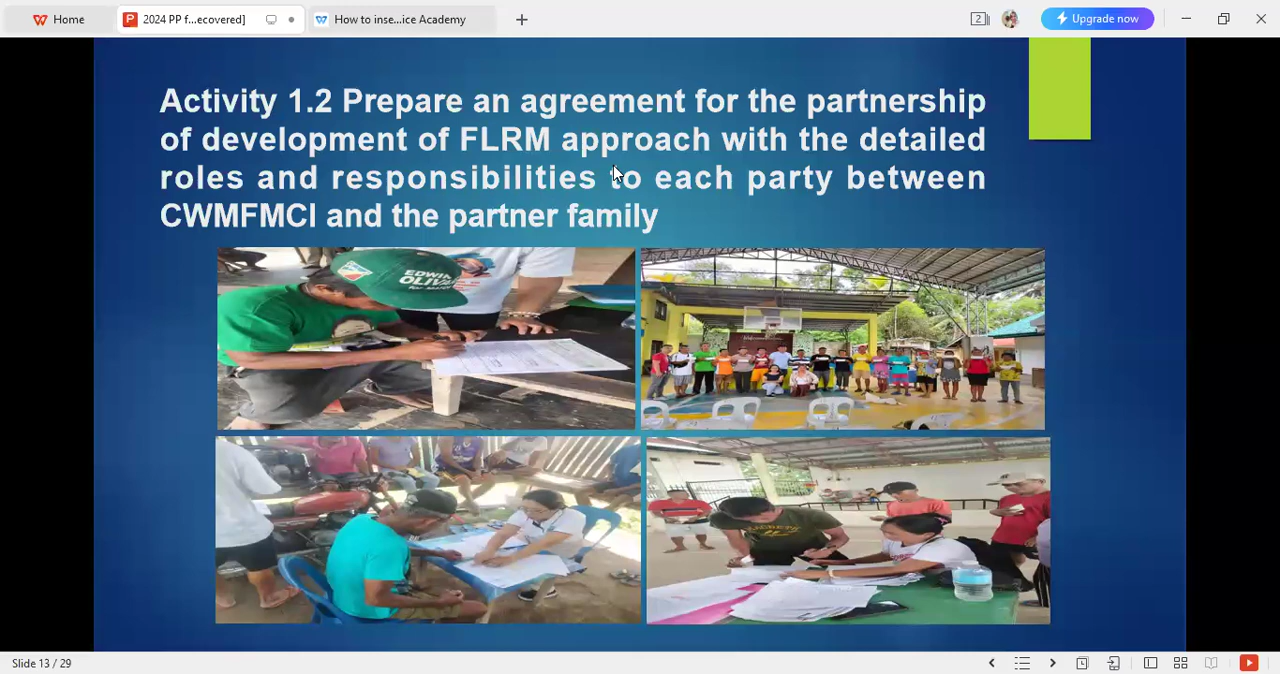 Home
2024 PP f...ecovered]
How to inse...ice Academy
2
Upgrade now
Activity 1.2 Prepare an agreement for the partnership
of development of FLRM approach with the detailed
roles and responsibilities to each party between
CWMFMCI and the partner family
EDWIN
OLIVA
Slide 13 / 29